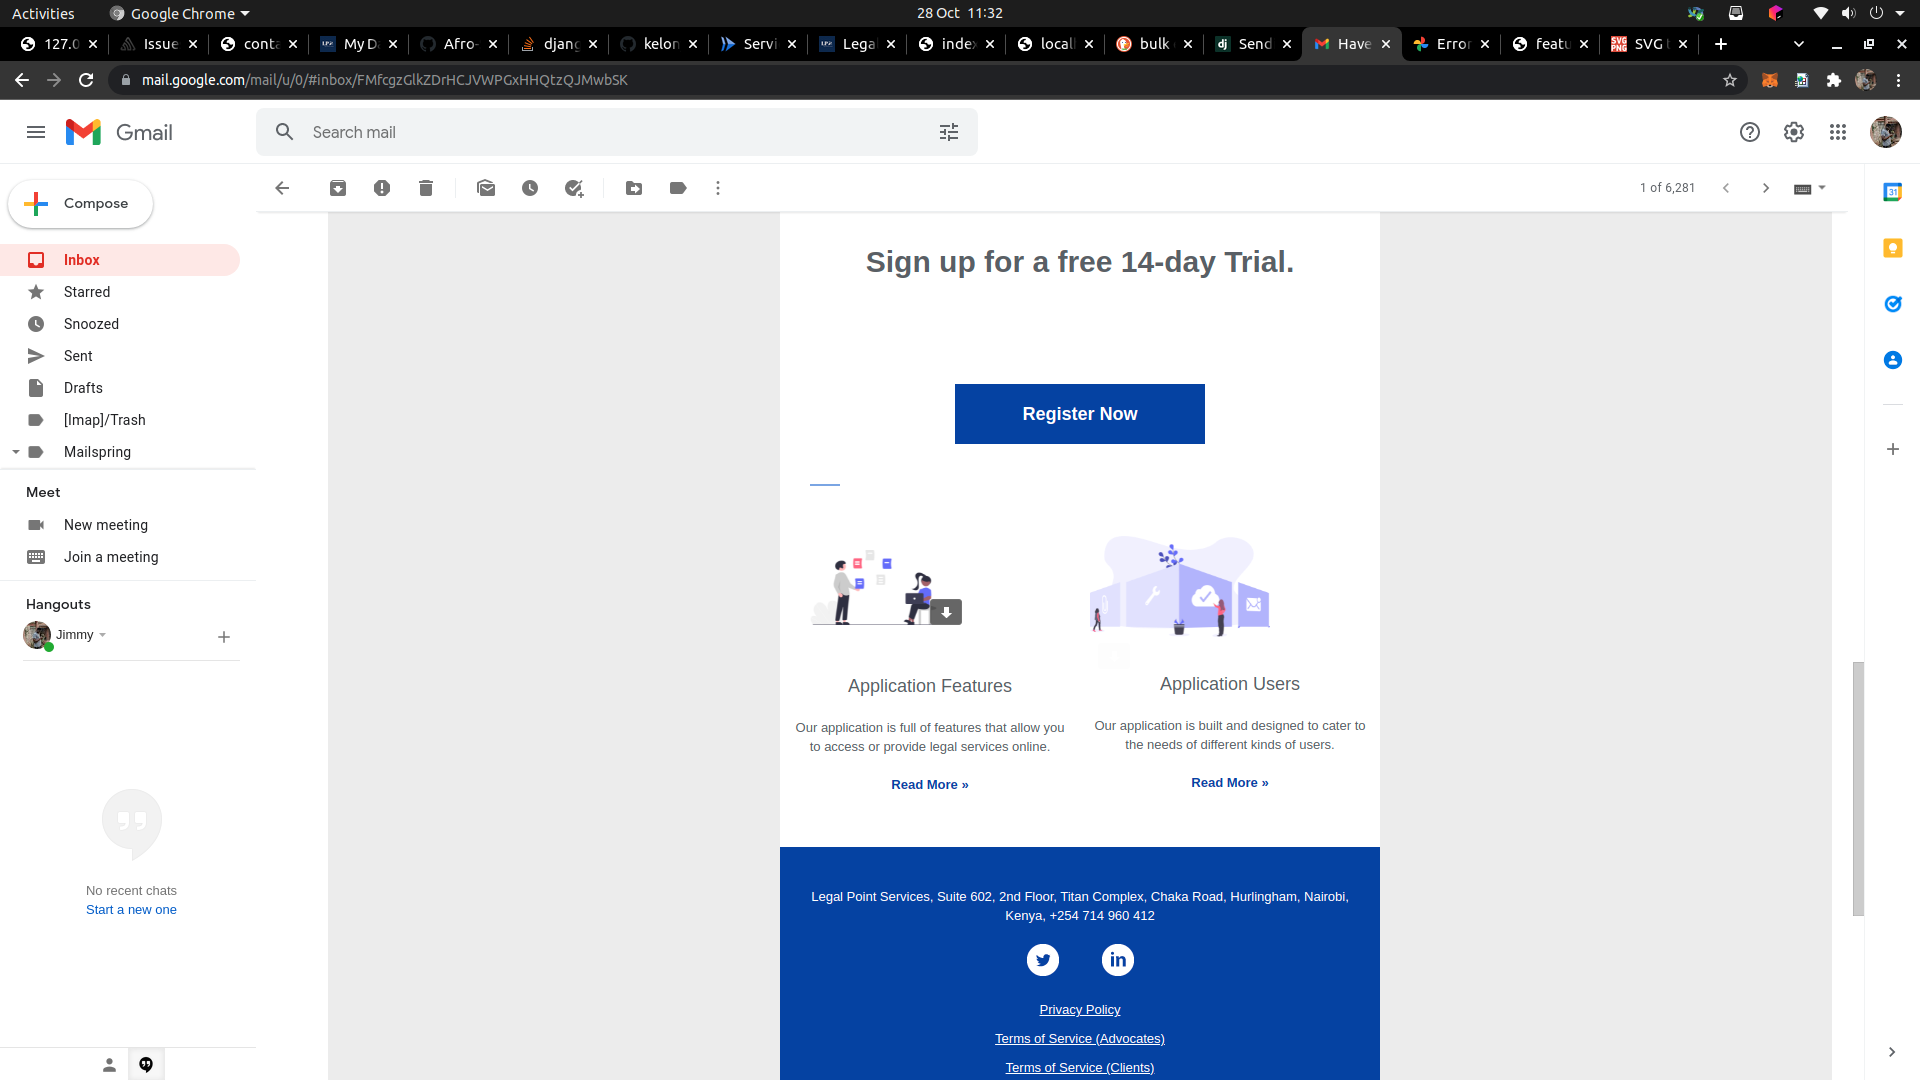 Activities
Google Chrome
28 Oct 11:32
127.0
Issue
conta
My Da
Afro-
djang
kelon
Servi
Legal
index
locall
bulk
Send
Have
Error
featu
SVG t
mail.google.com/mail/u/0/#inbox/FMfcgzGlkZDrHCJVWPGxHHQtzQJMwbSK
Gmail
Search mail
Compose
1 of 6,281
Inbox
Starred
Snoozed
Sent
Drafts
[Imap]/Trash
Mailspring
Meet
New meeting
Join a meeting
Hangouts
Jimmy
No recent chats
Start a new one
Sign up for a free 14-day Trial.
Register Now
Application Features
Our application is full of features that allow you
to access or provide legal services online.
Read More »
Application Users
Our application is built and designed to cater to
the needs of different kinds of users.
Read More »
Legal Point Services, Suite 602, 2nd Floor, Titan Complex, Chaka Road, Hurlingham, Nairobi,
Kenya, +254 714 960 412
Privacy Policy
Terms of Service (Advocates)
Terms of Service (Clients)